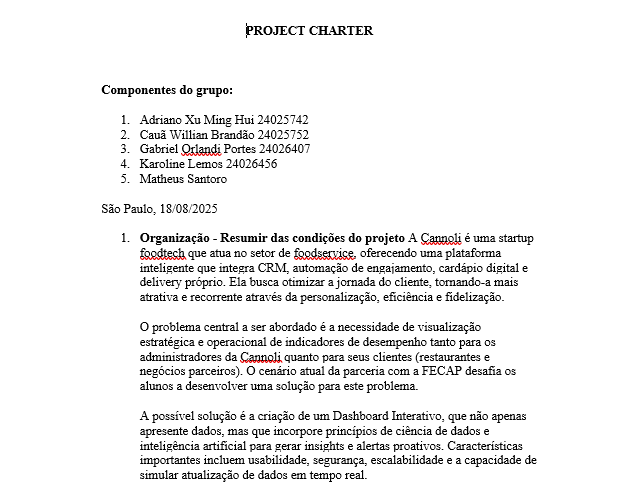 PROJECT CHARTER
Componentes do grupo:
1. Adriano Xu Ming Hui 24025742
2. Cauã Willian Brandão 24025752
3. Gabriel Orlandi Portes 24026407
4. Karoline Lemos 24026456
5. Matheus Santoro
São Paulo, 18/08/2025
1. Organização - Resumir das condições do projeto A Cannoli é uma startup
foodtech que atua no setor de foodservice, oferecendo uma plataforma
inteligente que integra CRM, automação de engajamento, cardápio digital e
delivery próprio. Ela busca otimizar a jornada do cliente, tornando-a mais
atrativa e recorrente através da personalização, eficiência e fidelização.
O problema central a ser abordado é a necessidade de visualização
estratégica e operacional de indicadores de desempenho tanto para os
administradores da Cannoli quanto para seus clientes (restaurantes e
negócios parceiros). O cenário atual da parceria com a FECAP desafia os
alunos a desenvolver uma solução para este problema.
A possível solução é a criação de um Dashboard Interativo, que não apenas
apresente dados, mas que incorpore princípios de ciência de dados e
inteligência artificial para gerar insights e alertas proativos. Características
importantes incluem usabilidade, segurança, escalabilidade e a capacidade de
simular atualização de dados em tempo real.